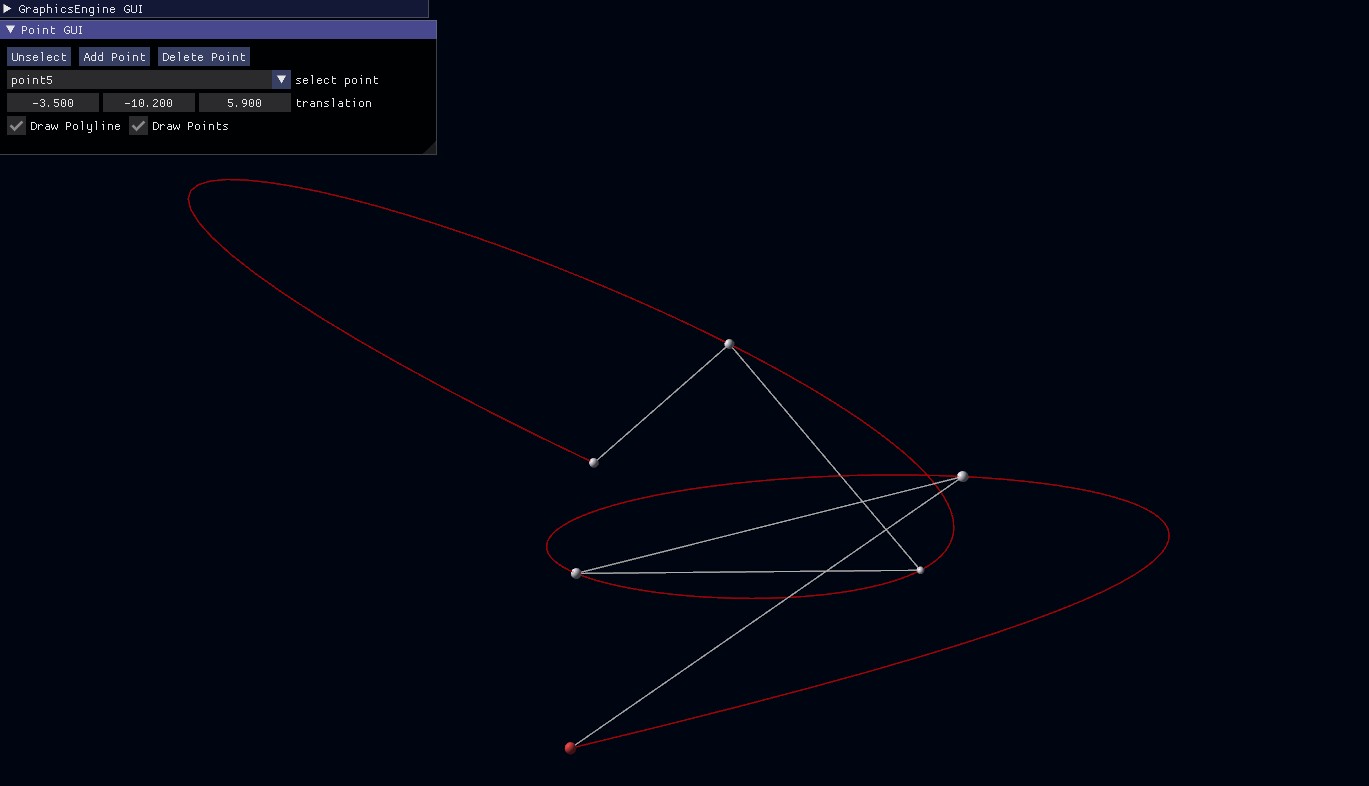 GraphicsEngine GUI
Point GUI
Unselect Add Point Delete Point
point5 select point
-3.500 -10.200 5.900 translation
Draw Polyline Draw Points